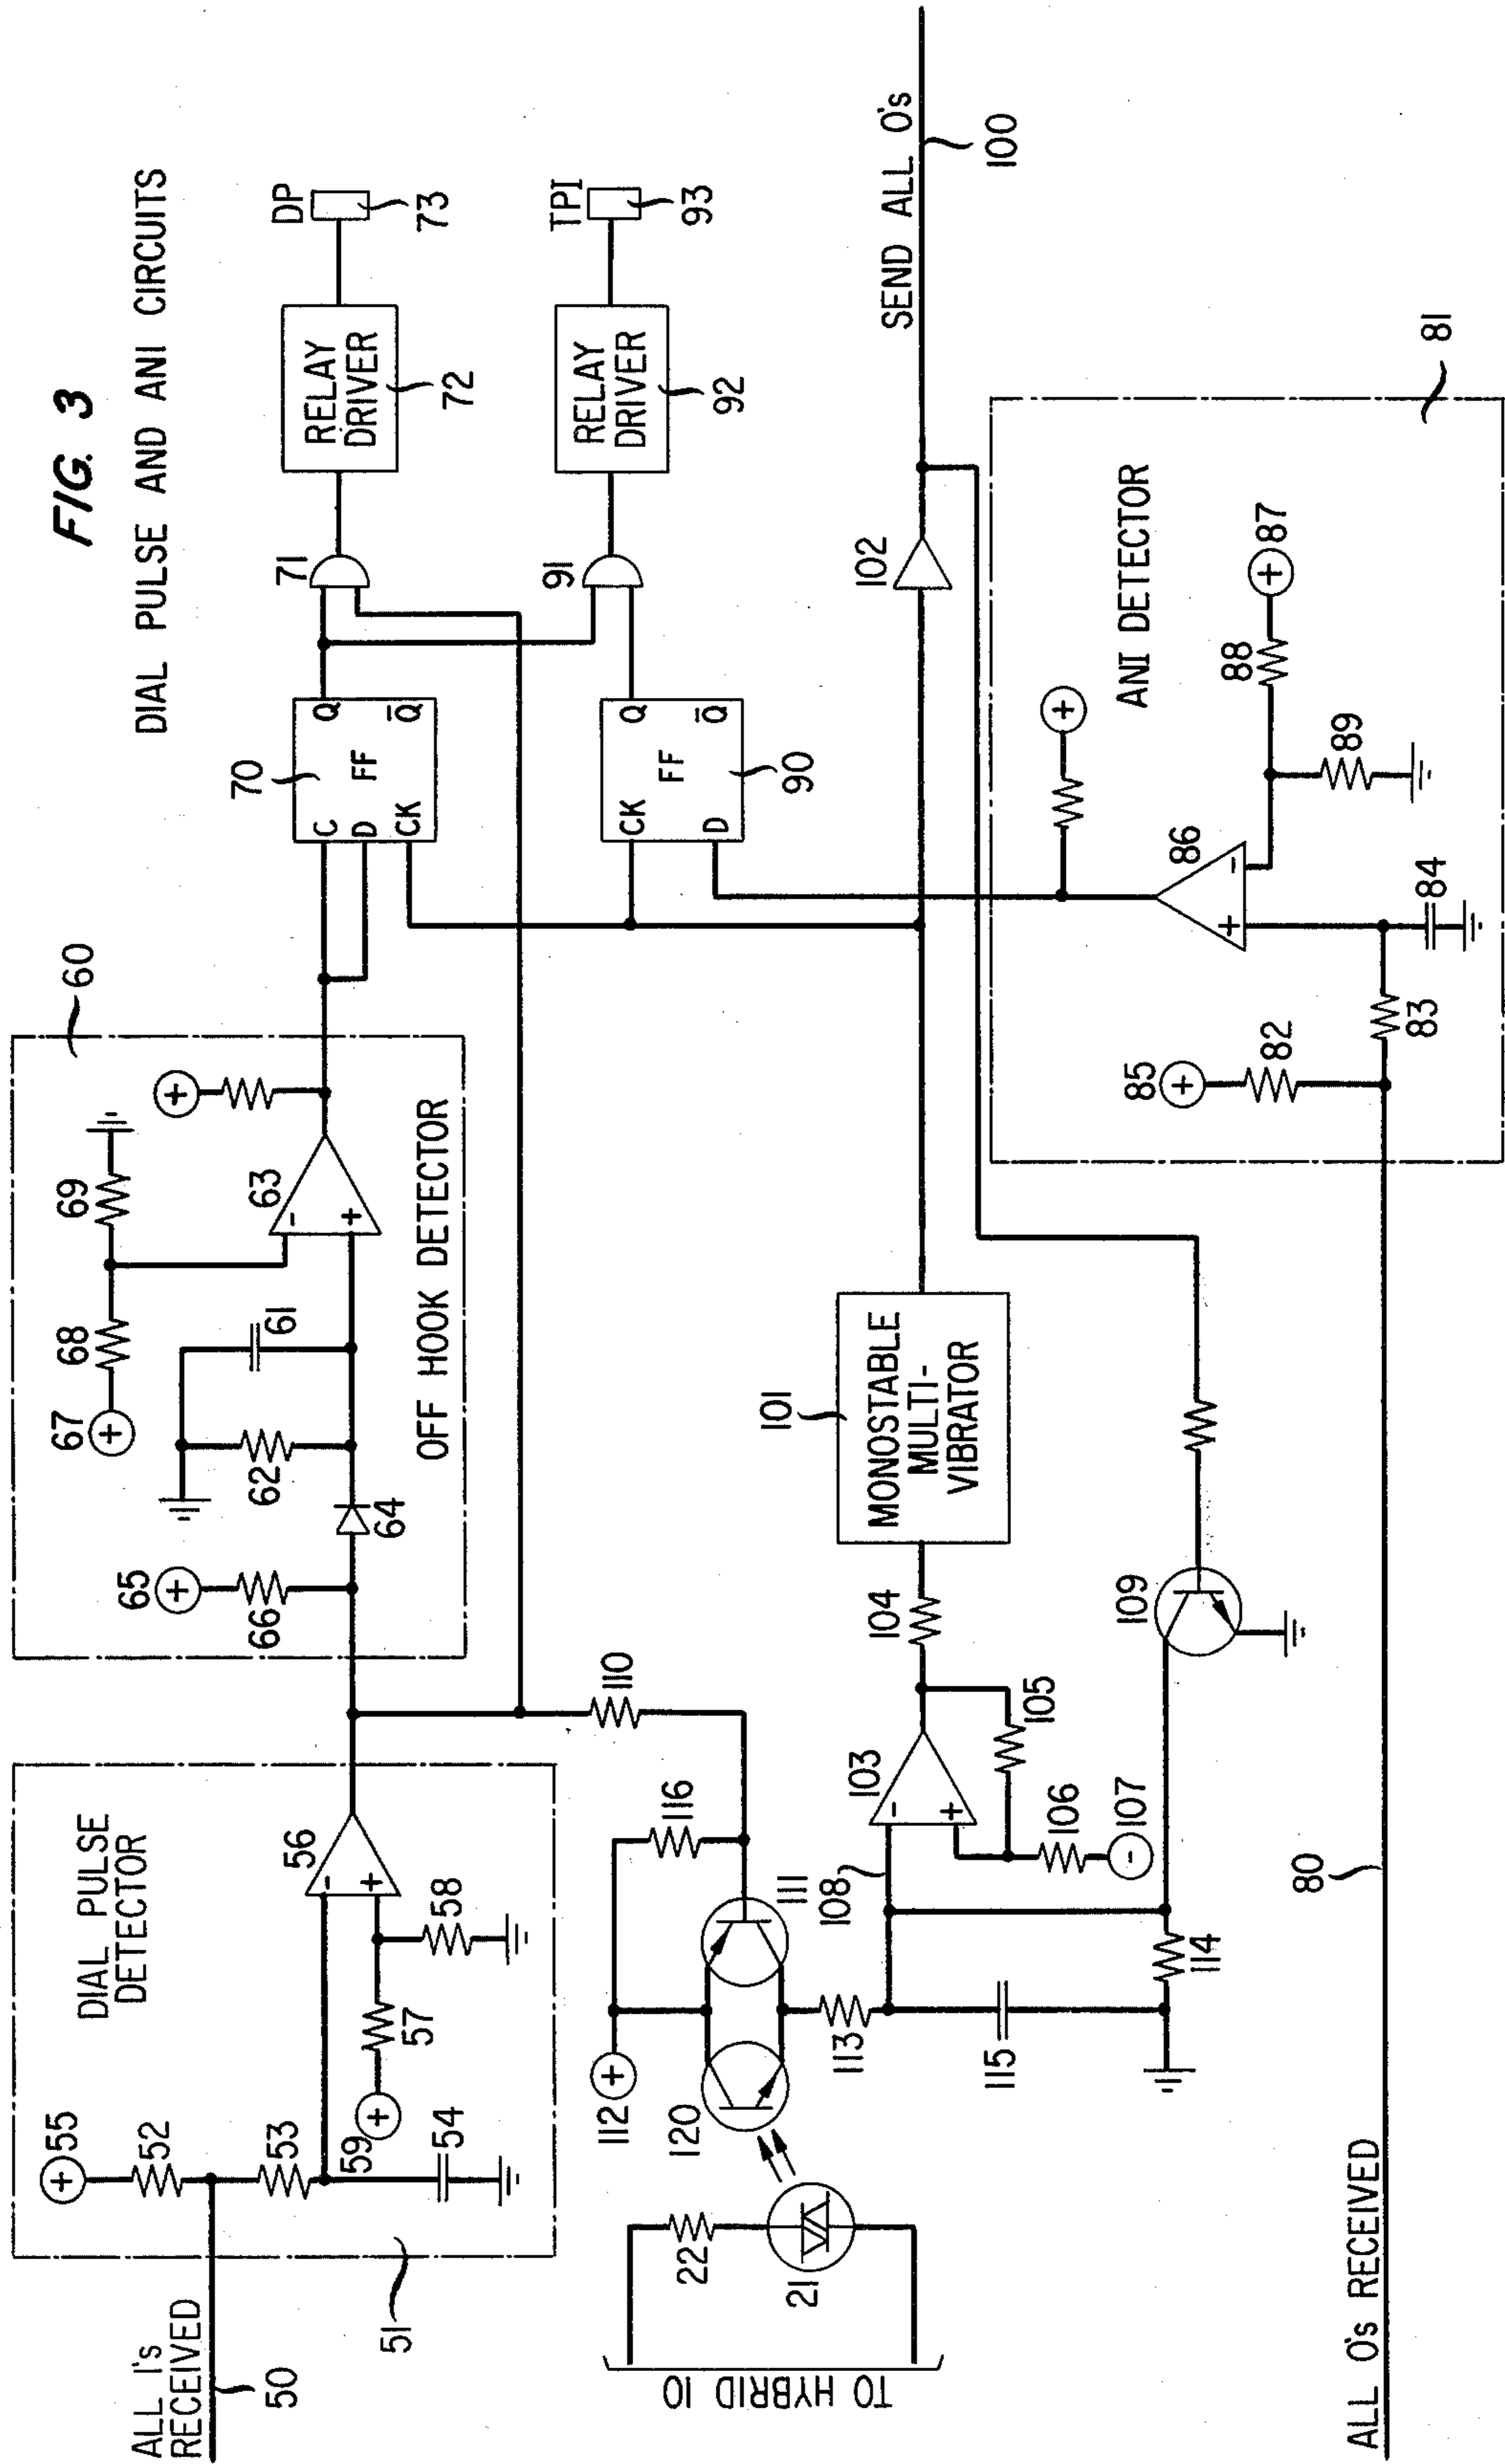 FIG. 3
DIAL PULSE AND ANI CIRCUITS
ALL 1's
RECEIVED
50
51
DIAL PULSE
DETECTOR
55
52
53
54
59
57
58
56
60
65
66
64
62
61
67
68
69
63
OFF HOOK DETECTOR
70
C
D
CK
FF
Q
Q̄
71
RELAY
DRIVER
72
DP
73
CK
D
FF
Q
Q̄
90
91
RELAY
DRIVER
92
TPI
93
TO HYBRID 10
22
21
120
112
111
116
110
113
115
114
108
103
105
106
107
104
101
MONOSTABLE
MULTI-
VIBRATOR
109
102
SEND ALL 0's
100
ALL 0's RECEIVED
80
85
82
83
84
86
88
87
89
ANI DETECTOR
81